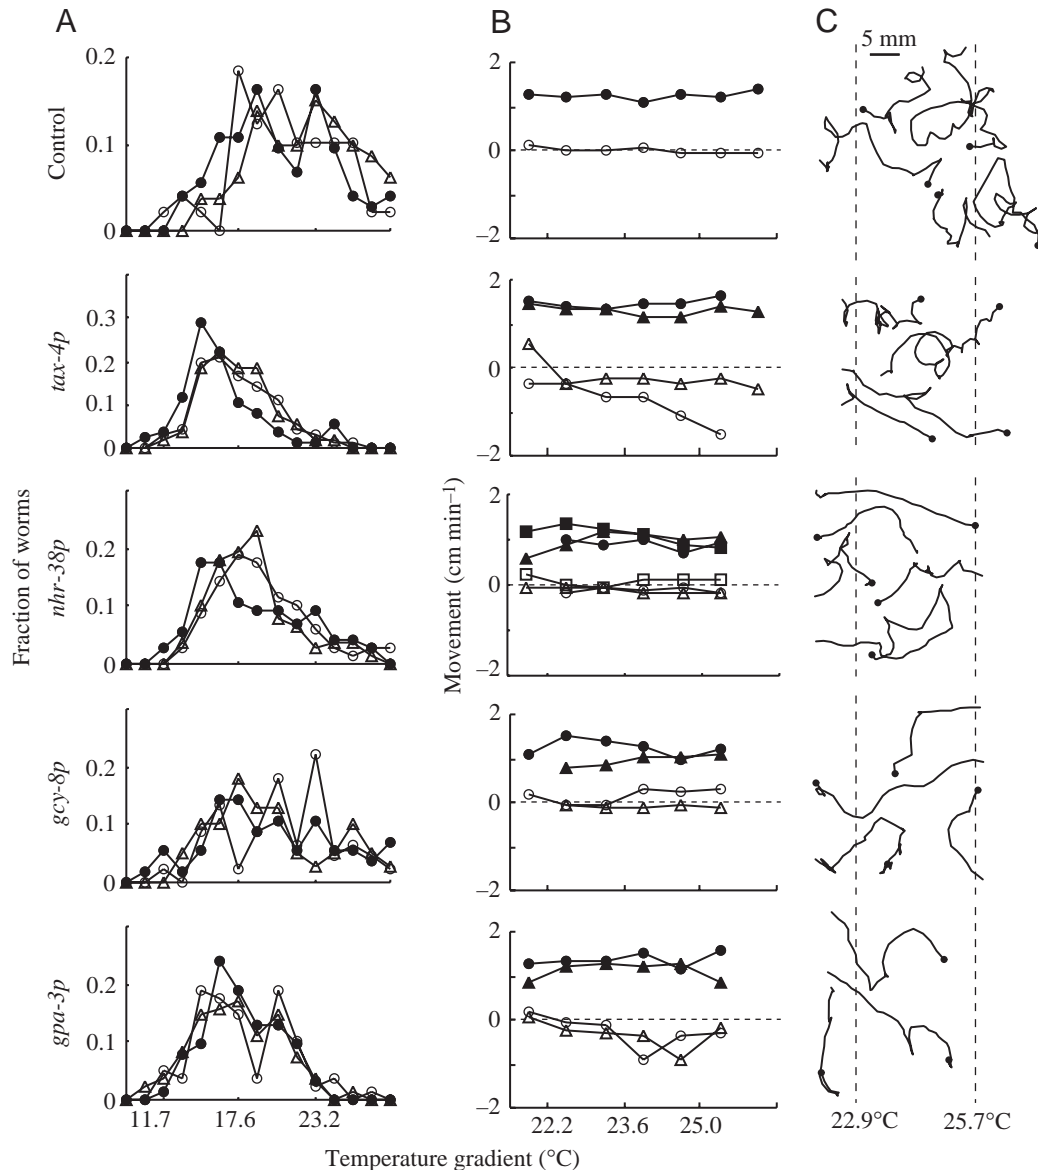 A
B
C
5 mm
Control
0.2
0.1
0
2
1
0
−1
−2
tax-4p
0.3
0.2
0.1
0
2
0
−2
Fraction of worms
Movement (cm min⁻¹)
nhr-38p
0.2
0.1
0
2
1
0
−1
−2
gcy-8p
0.2
0.1
0
2
0
−2
gpa-3p
0.2
0.1
0
2
0
−2
11.7 17.6 23.2
22.2 23.6 25.0
22.9°C 25.7°C
Temperature gradient (°C)